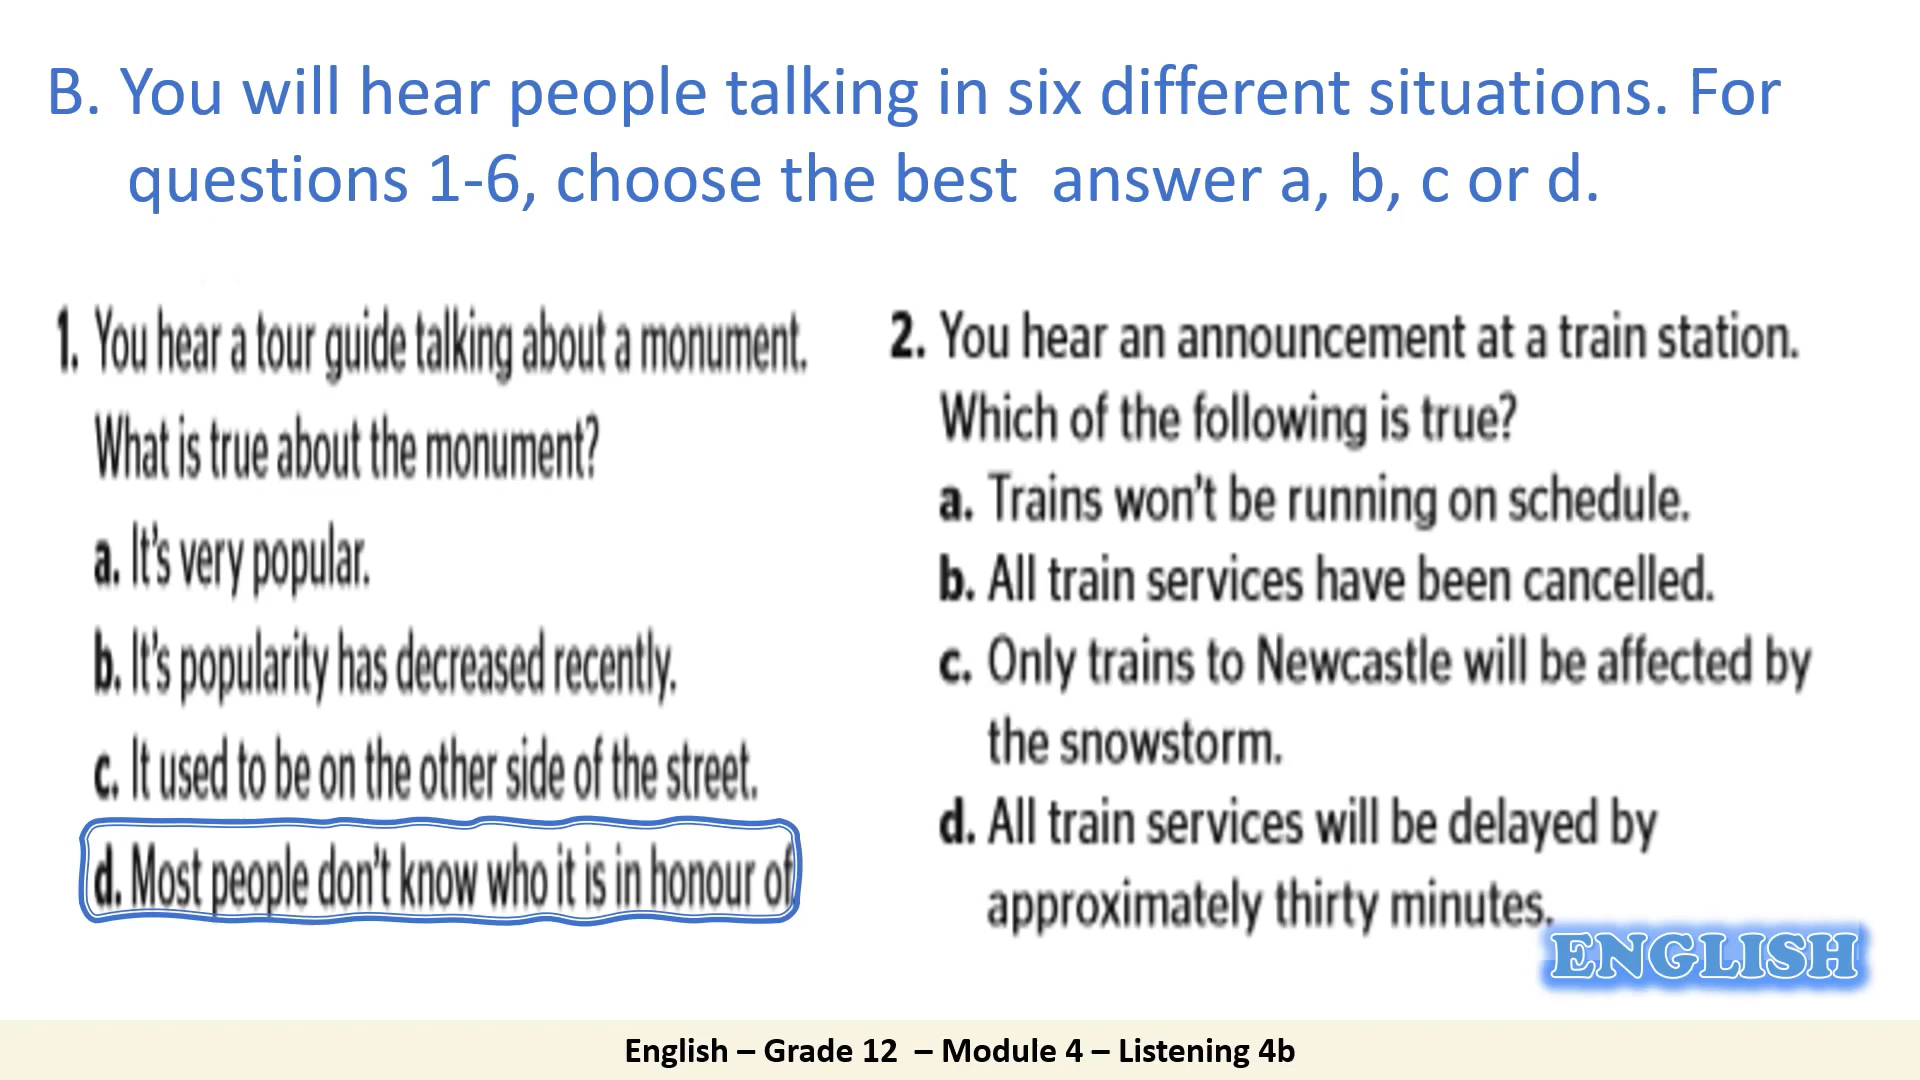 B. You will hear people talking in six different situations. For
questions 1-6, choose the best answer a, b, c or d.
1. You hear a tour guide talking about a monument.
What is true about the monument?
a. It's very popular.
b. It's popularity has decreased recently.
c. It used to be on the other side of the street.
d. Most people don't know who it is in honour of.
2. You hear an announcement at a train station.
Which of the following is true?
a. Trains won't be running on schedule.
b. All train services have been cancelled.
c. Only trains to Newcastle will be affected by
the snowstorm.
d. All train services will be delayed by
approximately thirty minutes.
ENGLISH
English – Grade 12 – Module 4 – Listening 4b